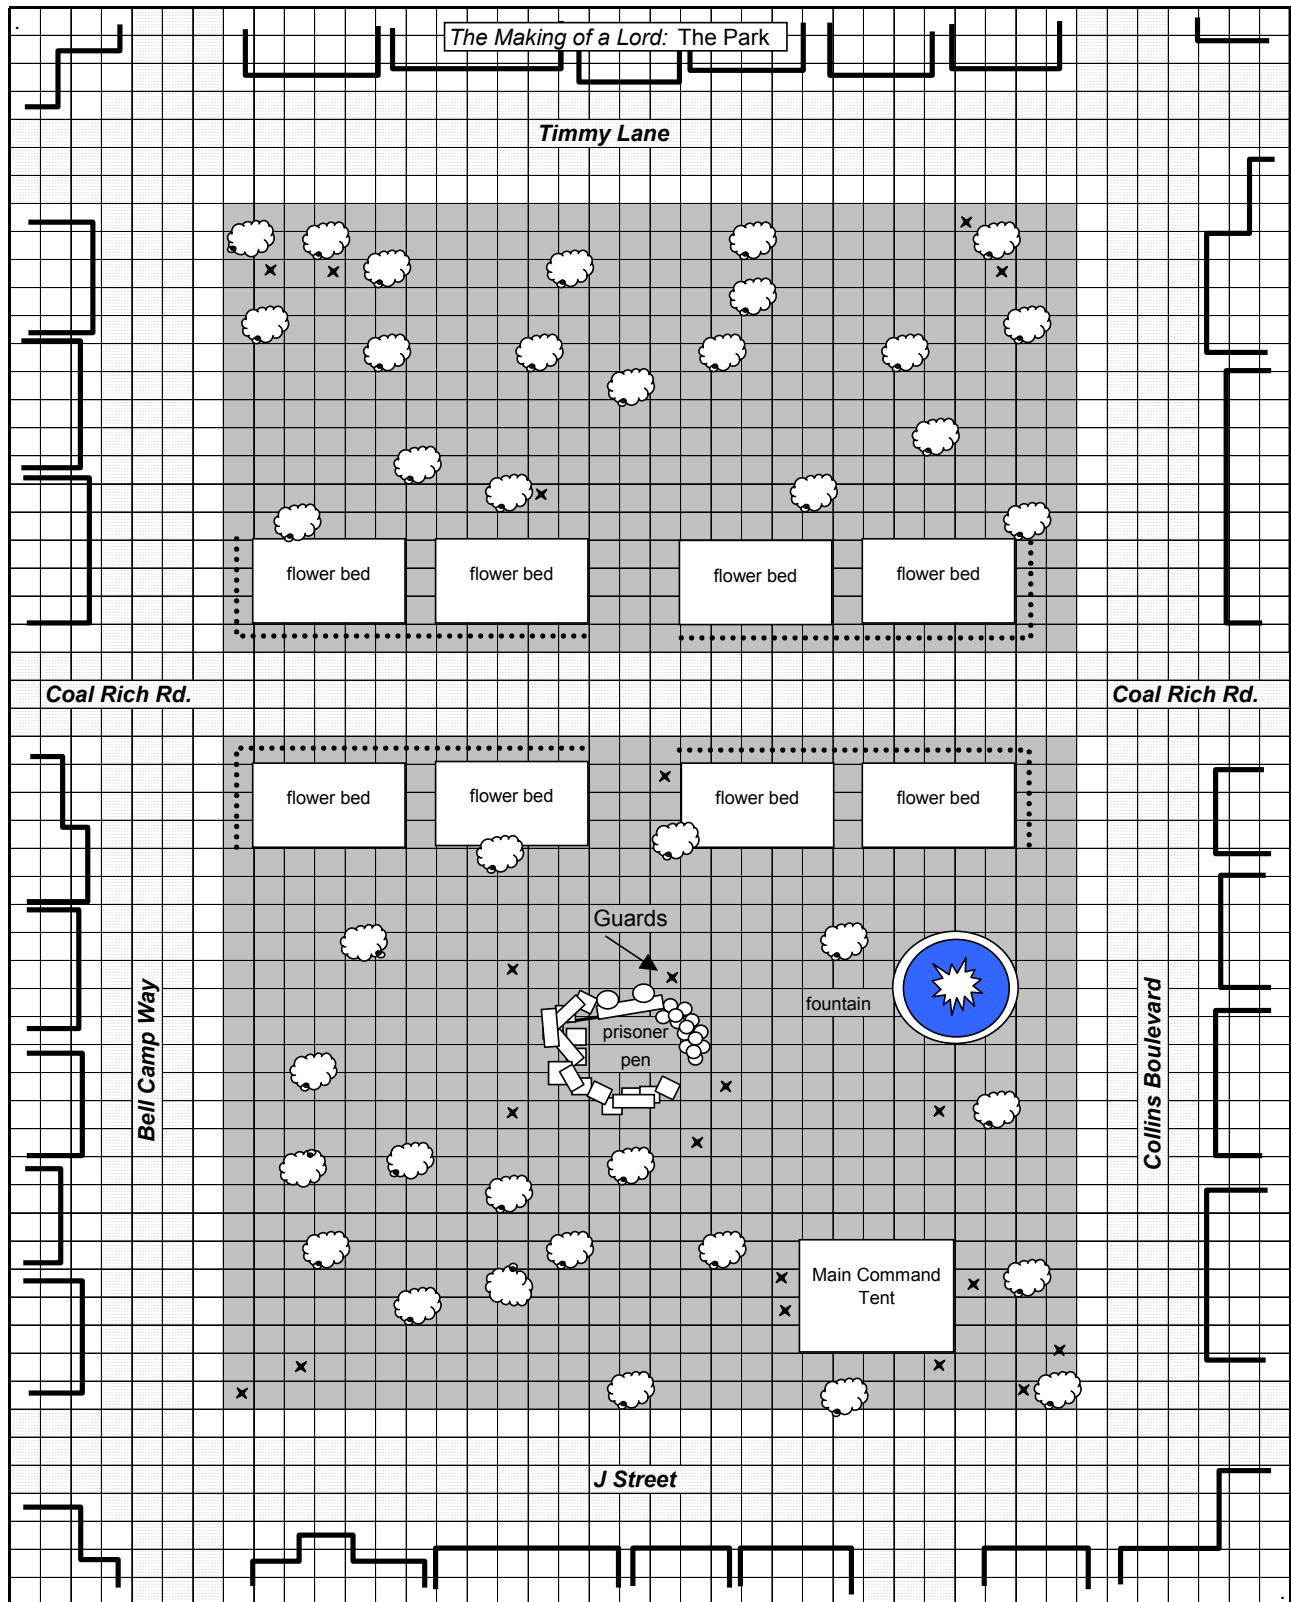 The Making of a Lord: The Park
Timmy Lane
flower bed
flower bed
flower bed
flower bed
Coal Rich Rd.
Coal Rich Rd.
flower bed
flower bed
flower bed
flower bed
Guards
fountain
prisoner
pen
Bell Camp Way
Collins Boulevard
Main Command
Tent
J Street